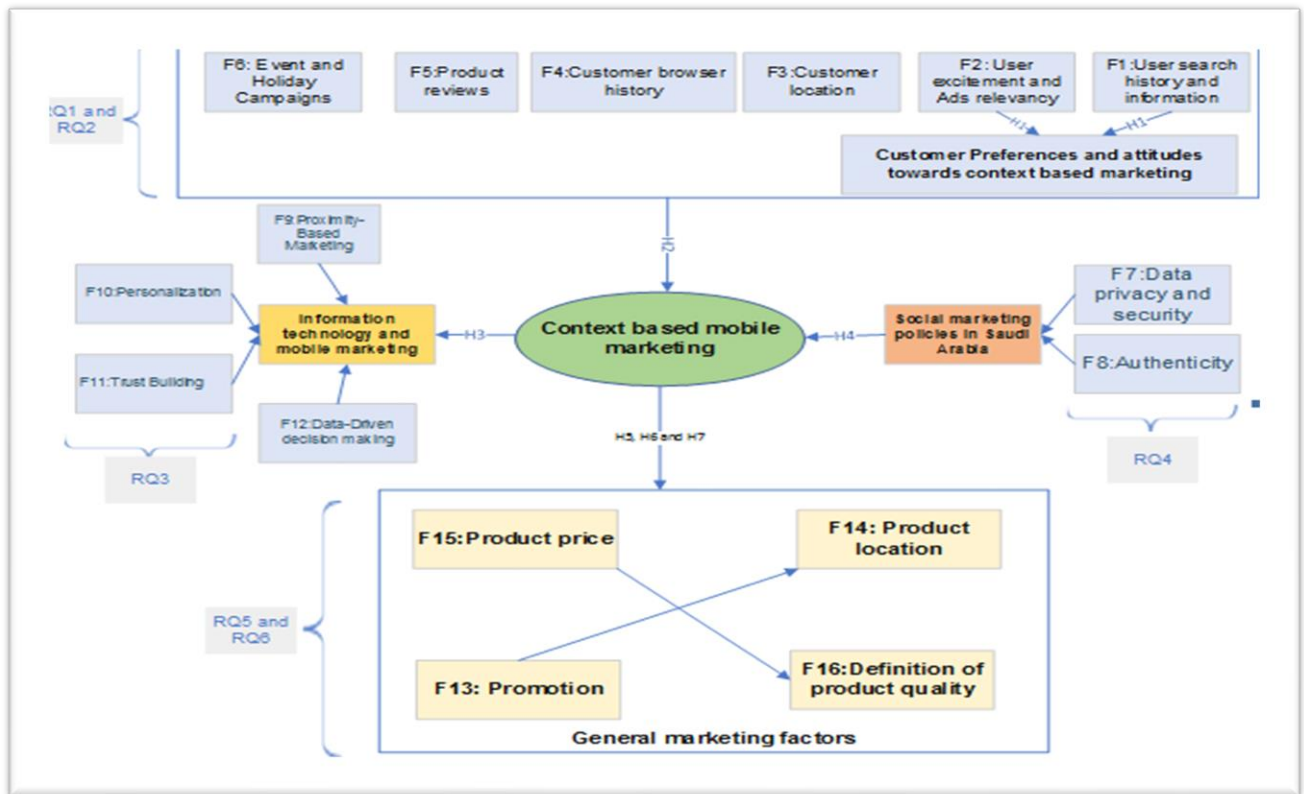 F6: Event and
Holiday
Campaigns
F5:Product
reviews
F4:Customer browser
history
F3:Customer
location
F2: User
excitement and
Ads relevancy
F1:User search
history and
information
RQ1 and
RQ2
H1
H1
Customer Preferences and attitudes
towards context based marketing
F9:Proximity-
Based
Marketing
H2
F10:Personalization
F11:Trust Building
Information
technology and
mobile marketing
H3
Context based mobile
marketing
H4
Social marketing
policies in Saudi
Arabia
F7:Data
privacy and
security
F8:Authenticity
F12:Data-Driven
decision making
RQ3
H5, H6 and H7
RQ4
F15:Product price
F14: Product
location
RQ5 and
RQ6
F13: Promotion
F16:Definition of
product quality
General marketing factors